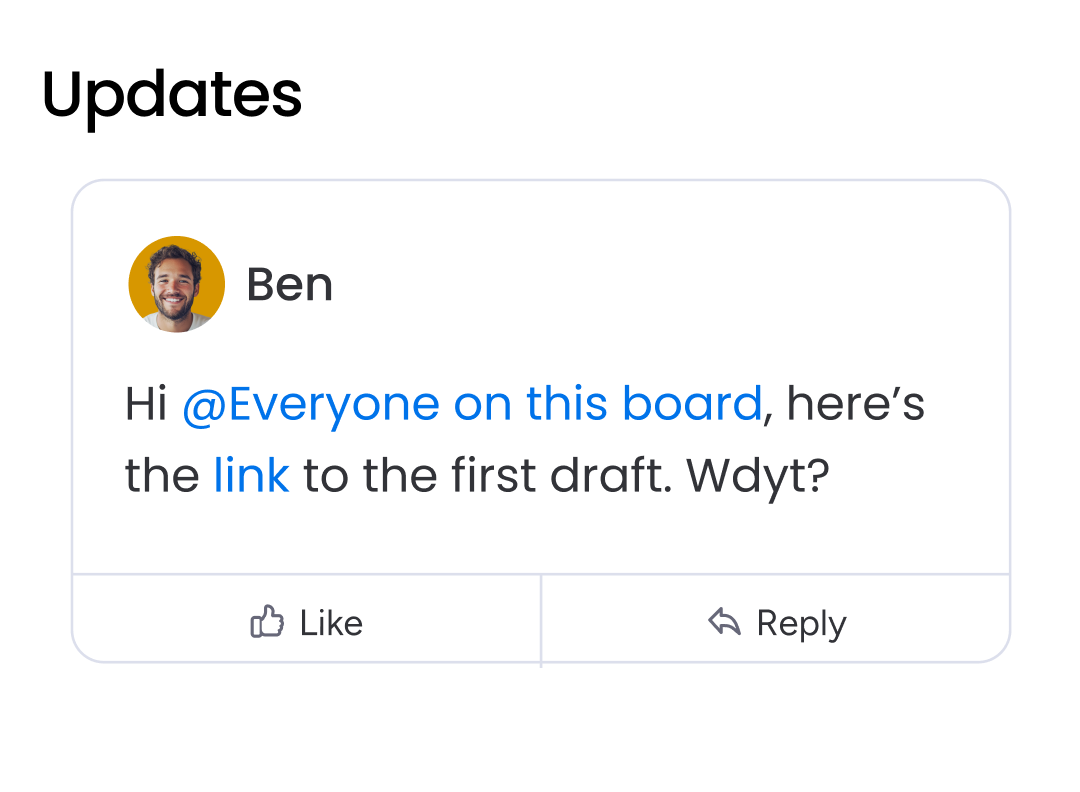 Updates
Ben
Hi @Everyone on this board, here’s
the link to the first draft. Wdyt?
Like
Reply